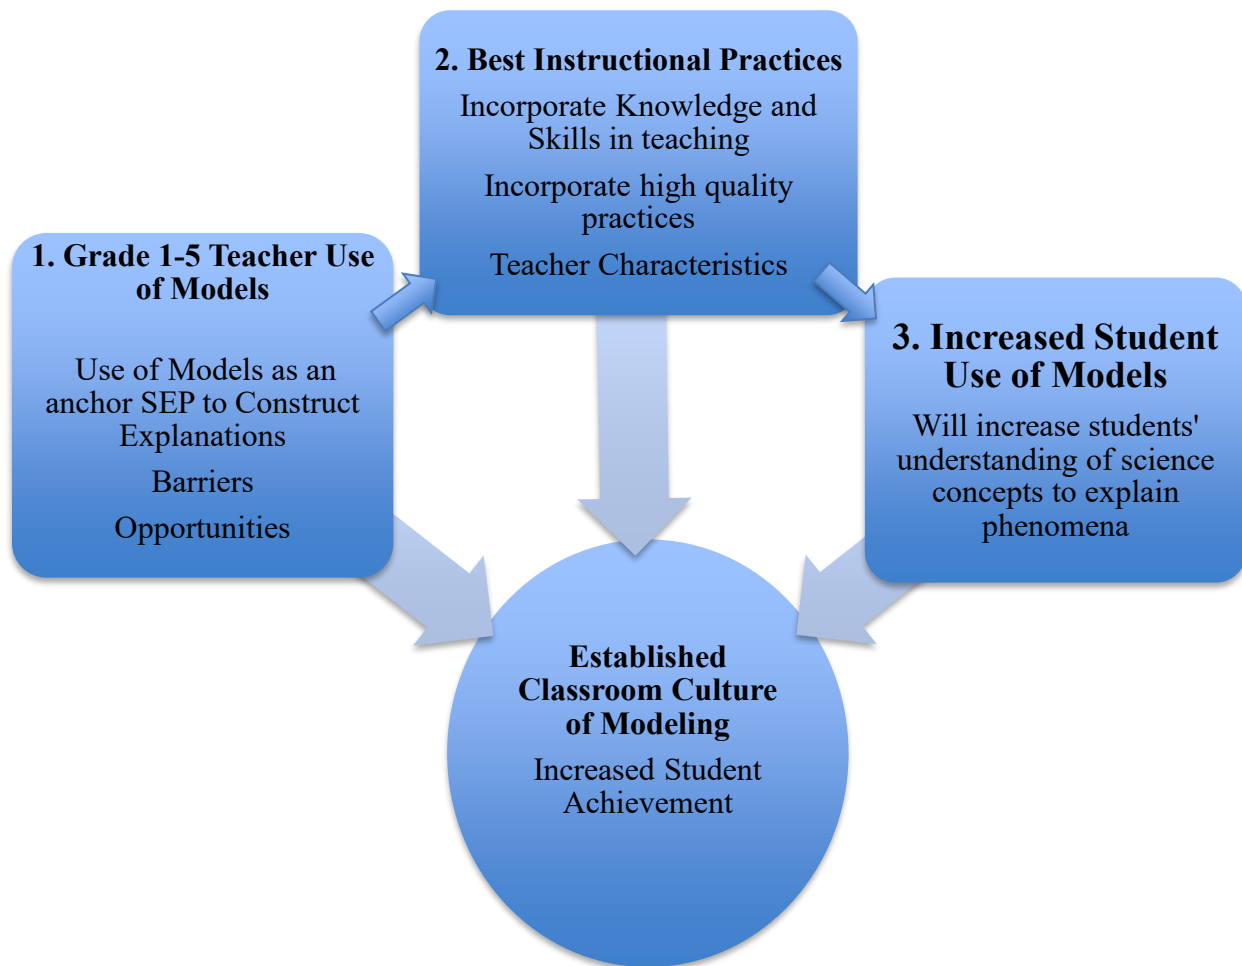 1. Grade 1-5 Teacher Use
of Models
Use of Models as an
anchor SEP to Construct
Explanations
Barriers
Opportunities
2. Best Instructional Practices
Incorporate Knowledge and
Skills in teaching
Incorporate high quality
practices
Teacher Characteristics
3. Increased Student
Use of Models
Will increase students'
understanding of science
concepts to explain
phenomena
Established
Classroom Culture
of Modeling
Increased Student
Achievement